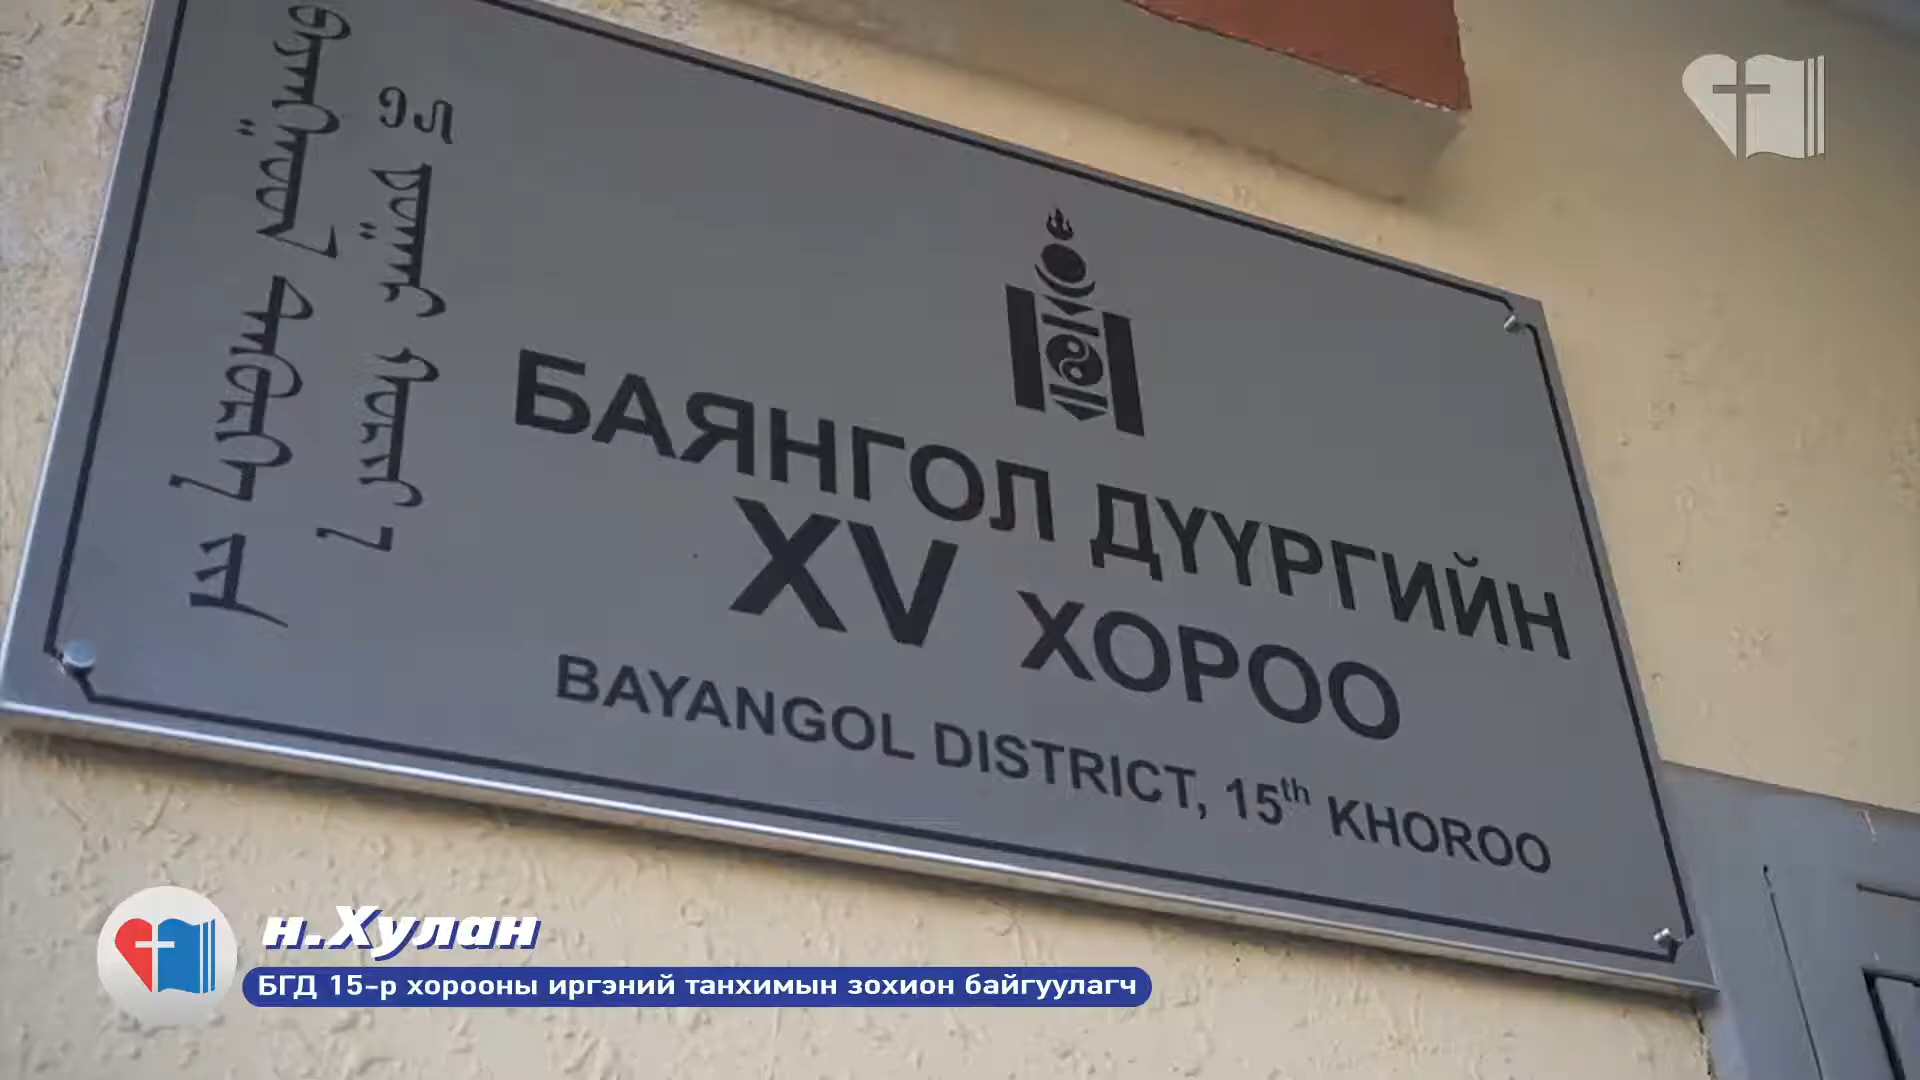 БАЯНГОЛ ДҮҮРГИЙН
XV ХОРОО
BAYANGOL DISTRICT, 15th KHOROO
н.Хулан
БГД 15-р хорооны иргэний танхимын зохион байгуулагч